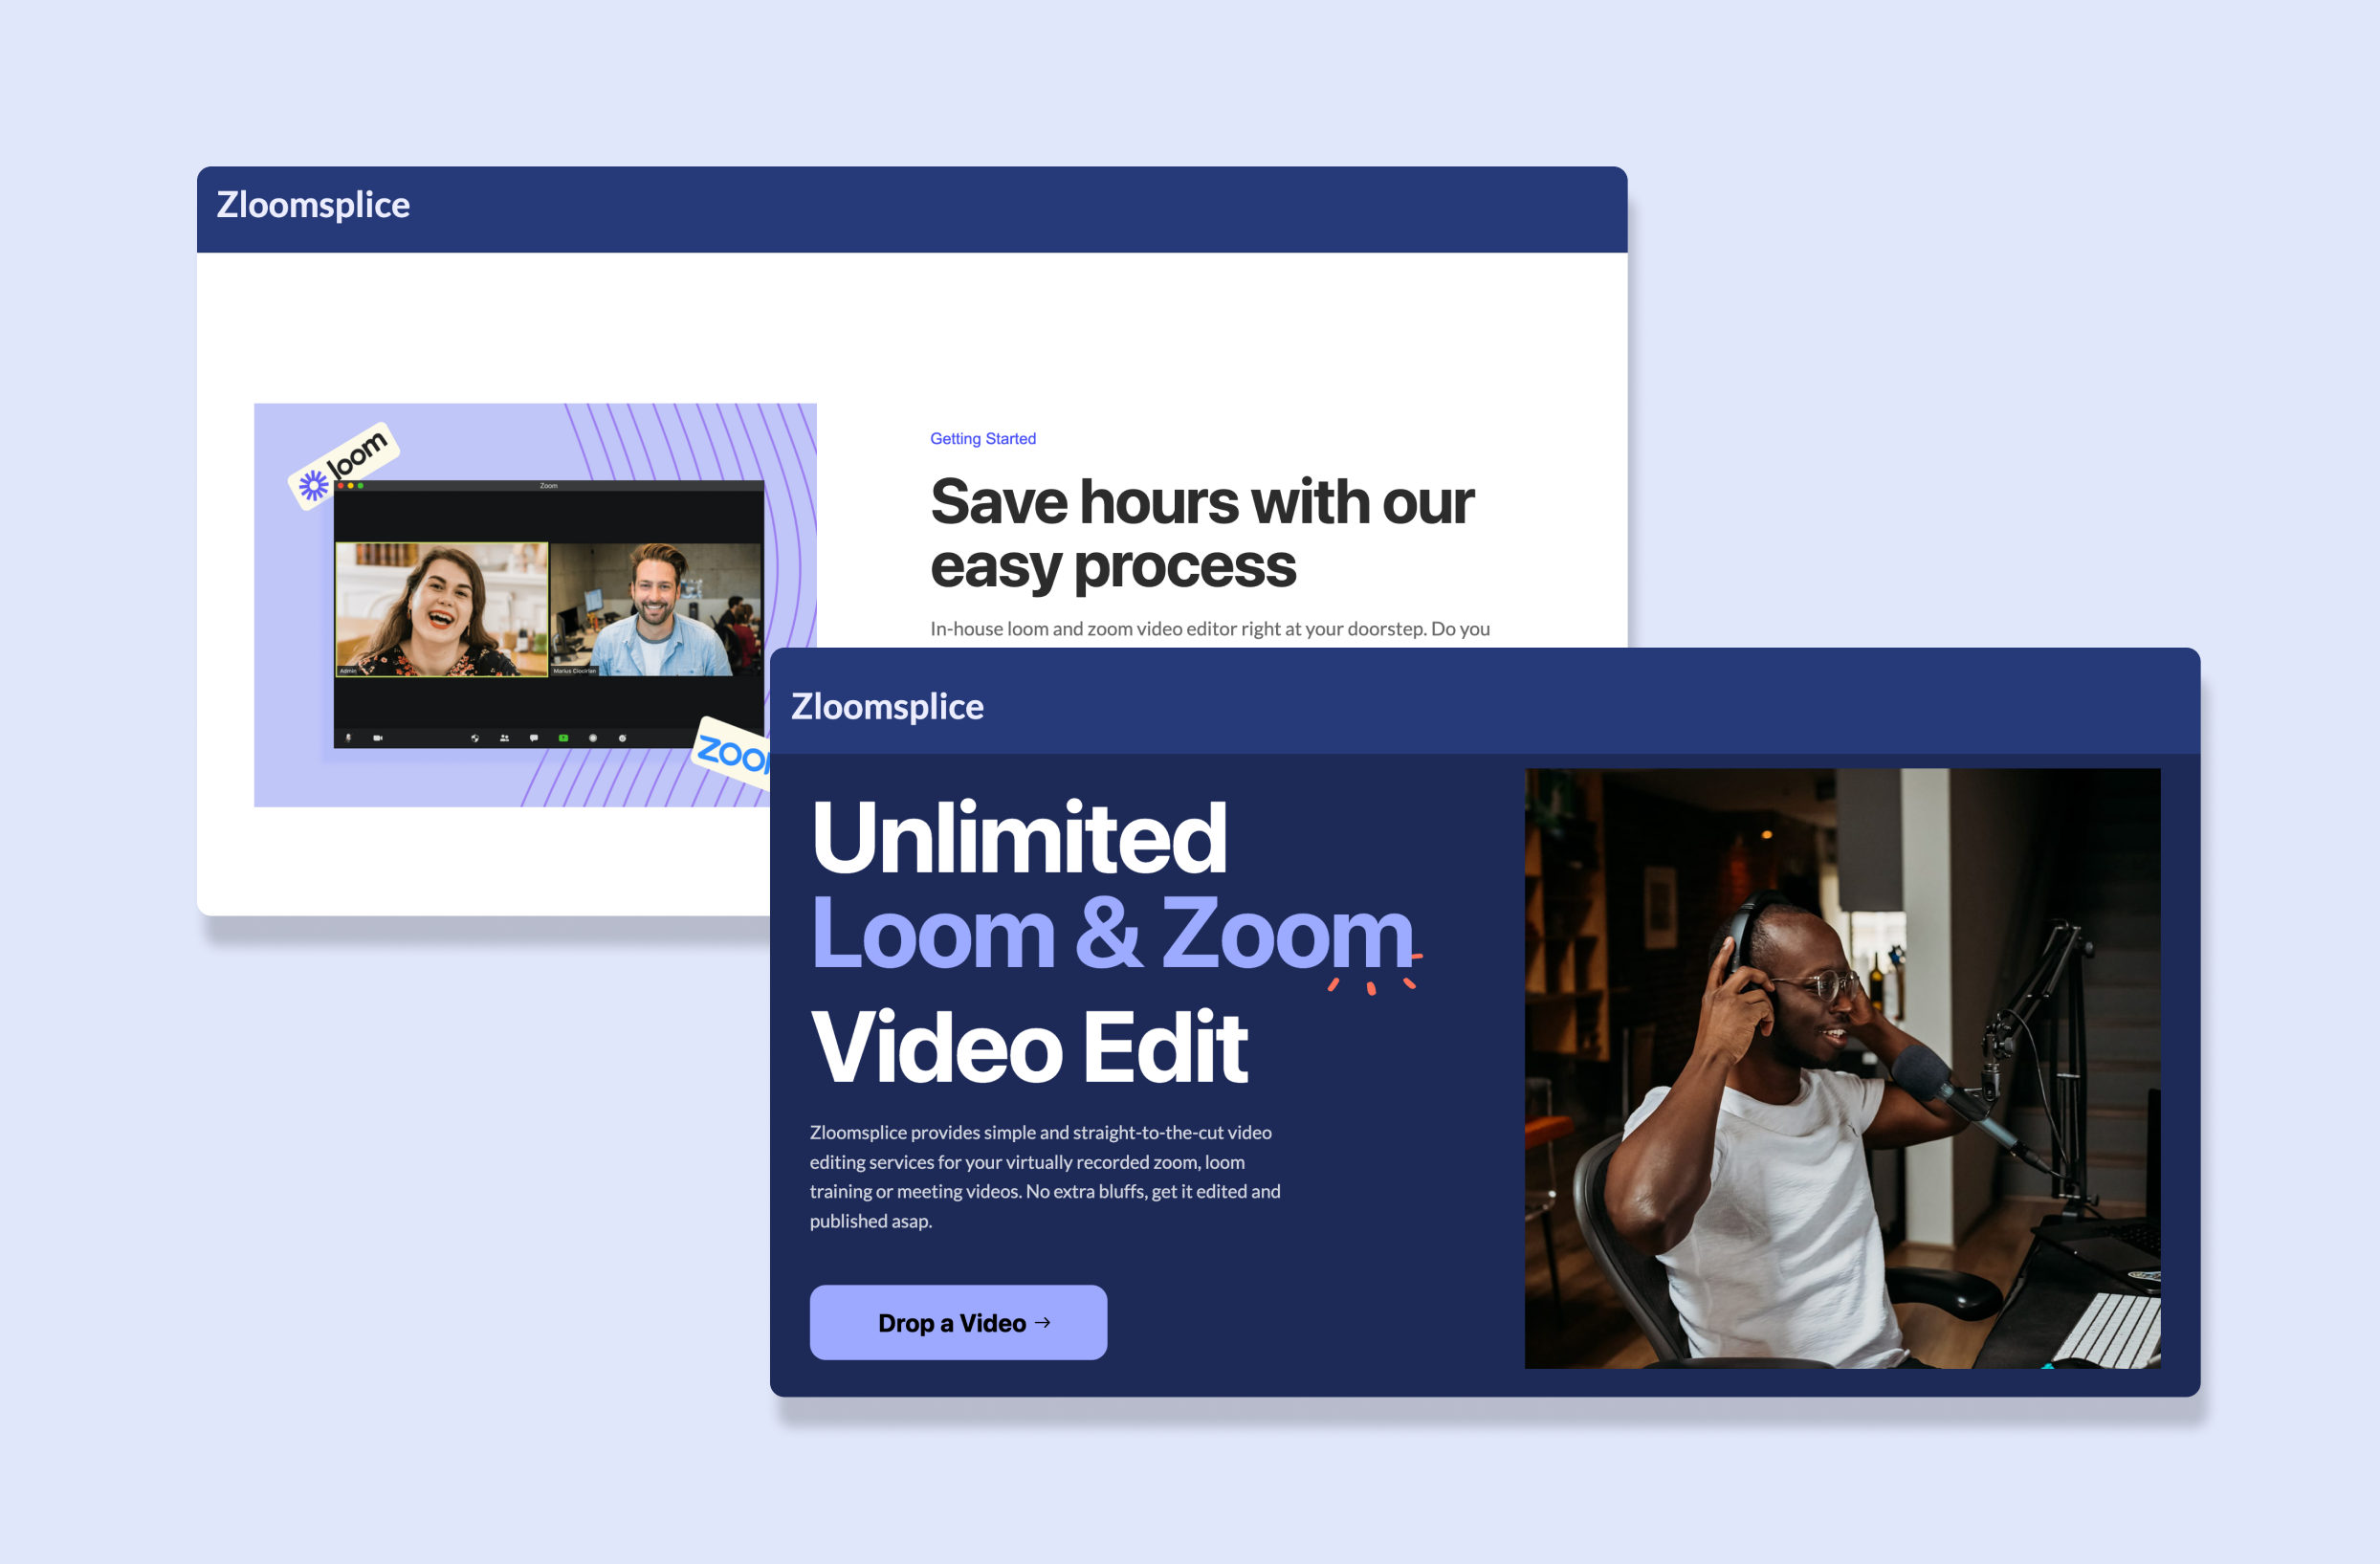 Zloomsplice
loom
Zoom
Admin
Getting Started
Save hours with our
easy process
In-house loom and zoom video editor right at your doorstep. Do you
Zloomsplice
Unlimited
Loom & Zoom
Video Edit
Zloomsplice provides simple and straight-to-the-cut video
editing services for your virtually recorded zoom, loom
training or meeting videos. No extra bluffs, get it edited and
published asap.
Drop a Video →